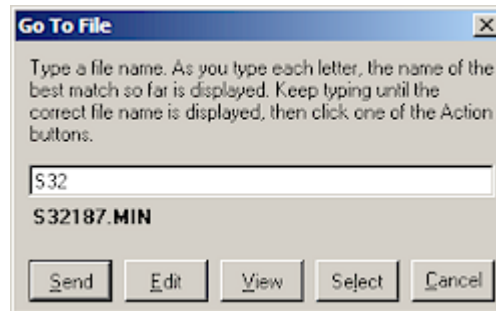 Go To File
Type a file name. As you type each letter, the name of the
best match so far is displayed. Keep typing until the
correct file name is displayed, then click one of the Action
buttons.
S32
S32187.MIN
Send Edit View Select Cancel